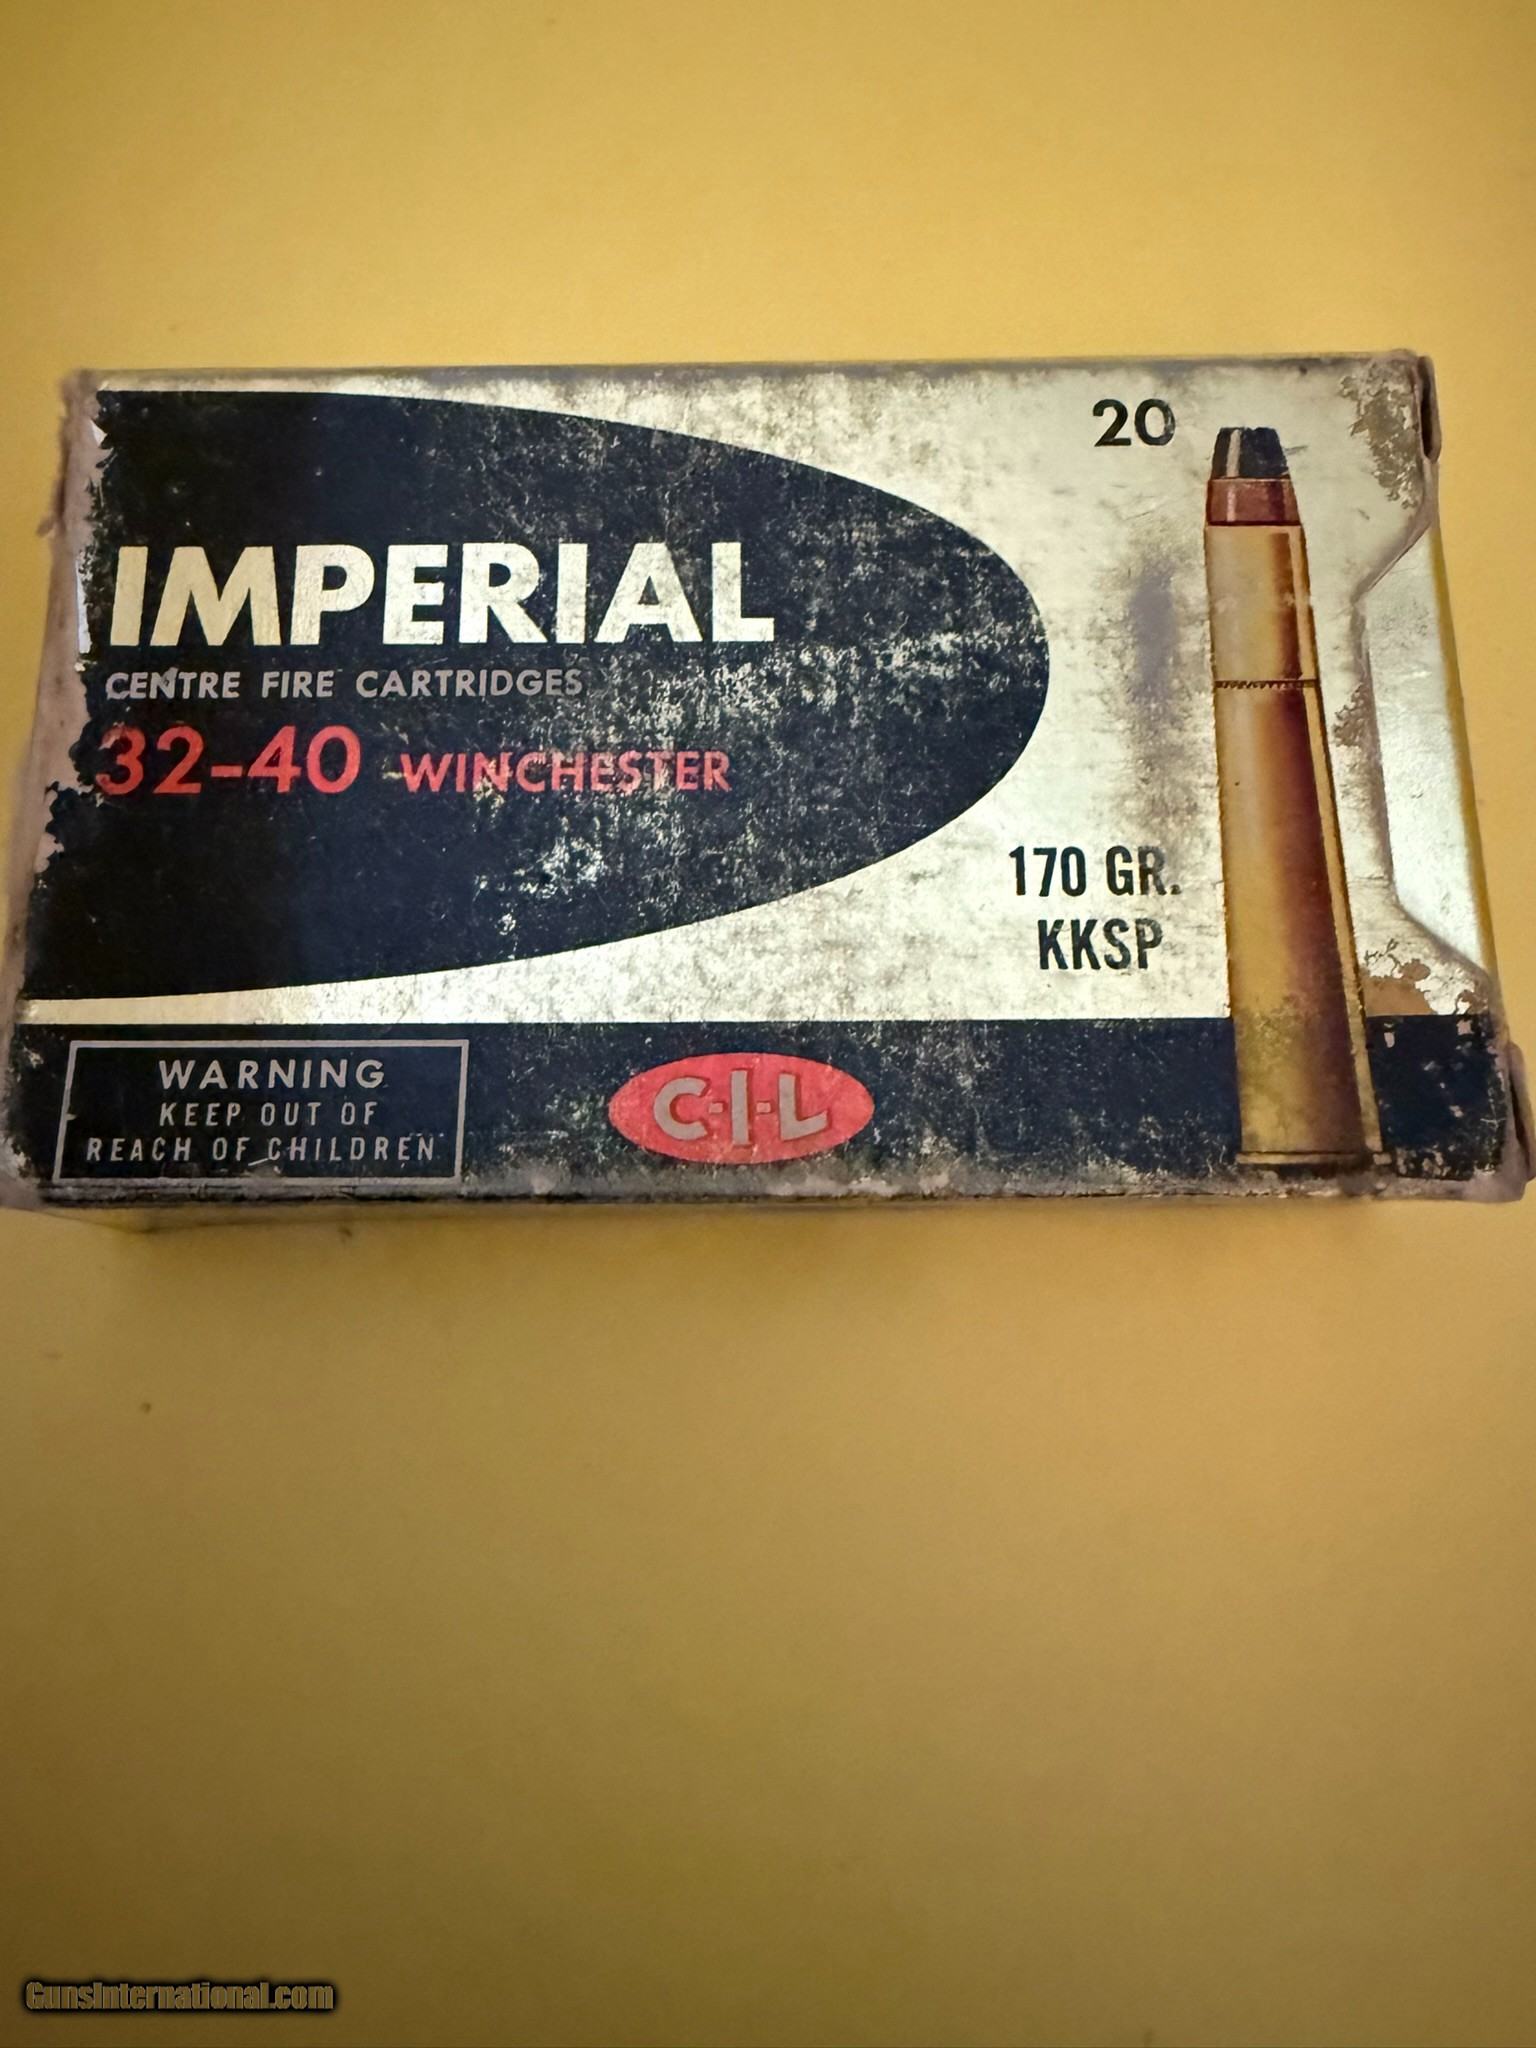 20
IMPERIAL
CENTRE FIRE CARTRIDGES
32-40 WINCHESTER
170 GR.
KKSP
WARNING
KEEP OUT OF
REACH OF CHILDREN
C-I-L
GunsInternational.com